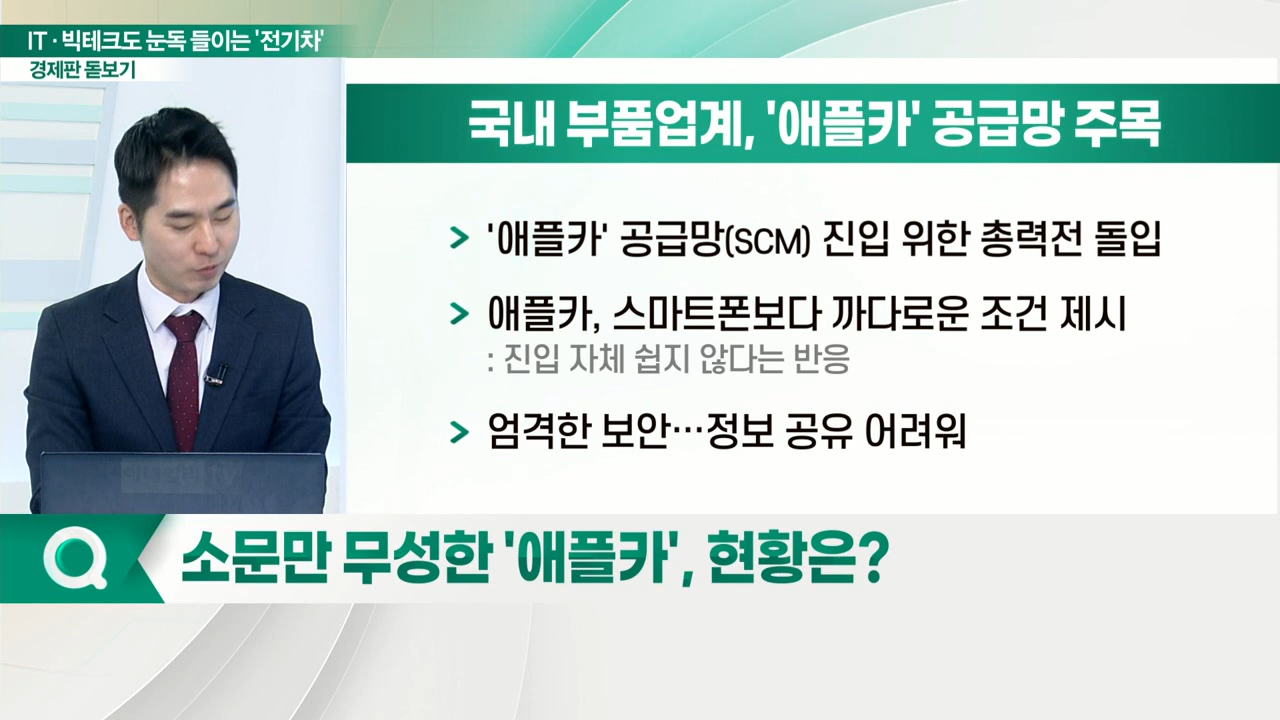 IT·빅테크도 눈독 들이는 '전기차'
경제판 돋보기
국내 부품업계, '애플카' 공급망 주목
> '애플카' 공급망(SCM) 진입 위한 총력전 돌입
> 애플카, 스마트폰보다 까다로운 조건 제시
: 진입 자체 쉽지 않다는 반응
> 엄격한 보안…정보 공유 어려워
Q 소문만 무성한 '애플카', 현황은?